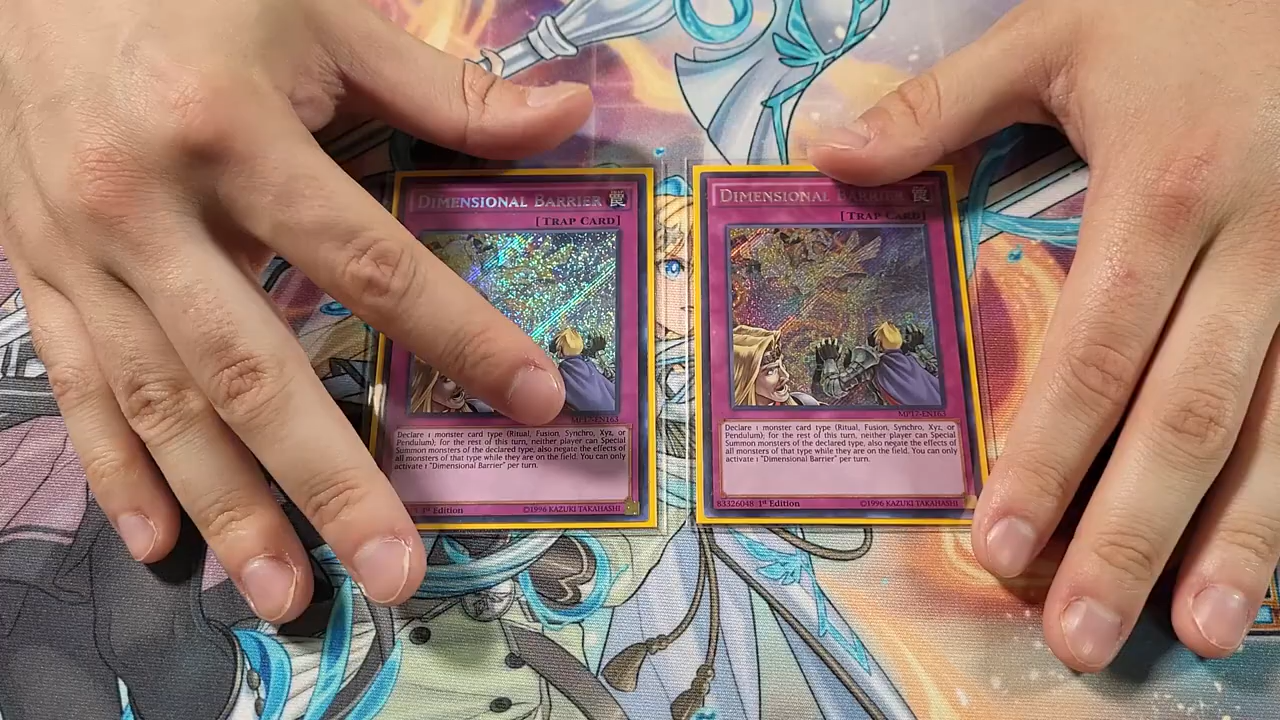 DIMENSIONAL BARRIER
[TRAP CARD]
MP17-EN163
Declare 1 monster card type (Ritual, Fusion, Synchro, Xyz, or
Pendulum); for the rest of this turn, neither player can Special
Summon monsters of the declared type, also negate the effects of
all monsters of that type while they are on the field. You can only
activate 1 "Dimensional Barrier" per turn.
1st Edition
©1996 KAZUKI TAKAHASHI
DIMENSIONAL BARRIER
[TRAP CARD]
MP17-EN163
Declare 1 monster card type (Ritual, Fusion, Synchro, Xyz, or
Pendulum); for the rest of this turn, neither player can Special
Summon monsters of the declared type, also negate the effects of
all monsters of that type while they are on the field. You can only
activate 1 "Dimensional Barrier" per turn.
83326048 1st Edition
©1996 KAZUKI TAKAHASHI